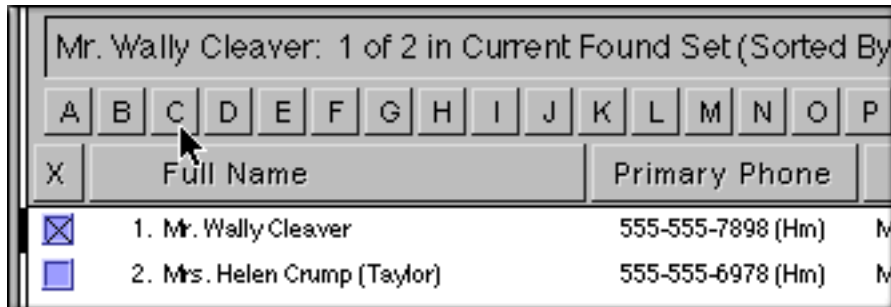 Mr. Wally Cleaver: 1 of 2 in Current Found Set (Sorted By
A B C D E F G H I J K L M N O P
X Full Name Primary Phone
1. Mr. Wally Cleaver 555-555-7898 (Hm) M
2. Mrs. Helen Crump (Taylor) 555-555-6978 (Hm) M